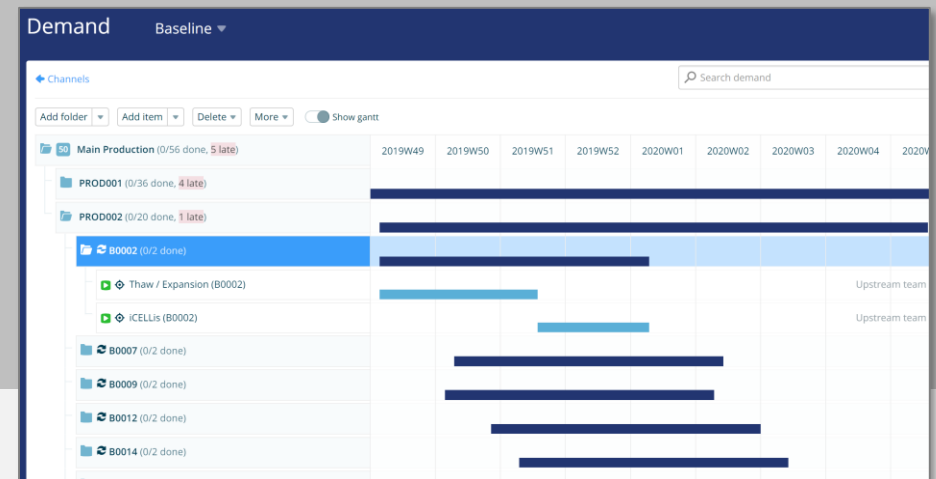 Demand Baseline
Channels
Search demand
Add folder Add item Delete More Show gantt
50 Main Production (0/56 done, 5 late) 2019W49 2019W50 2019W51 2019W52 2020W01 2020W02 2020W03 2020W04 2020W
PROD001 (0/36 done, 4 late)
PROD002 (0/20 done, 1 late)
B0002 (0/2 done)
Thaw / Expansion (B0002) Upstream team
iCELLis (B0002) Upstream team
B0007 (0/2 done)
B0009 (0/2 done)
B0012 (0/2 done)
B0014 (0/2 done)